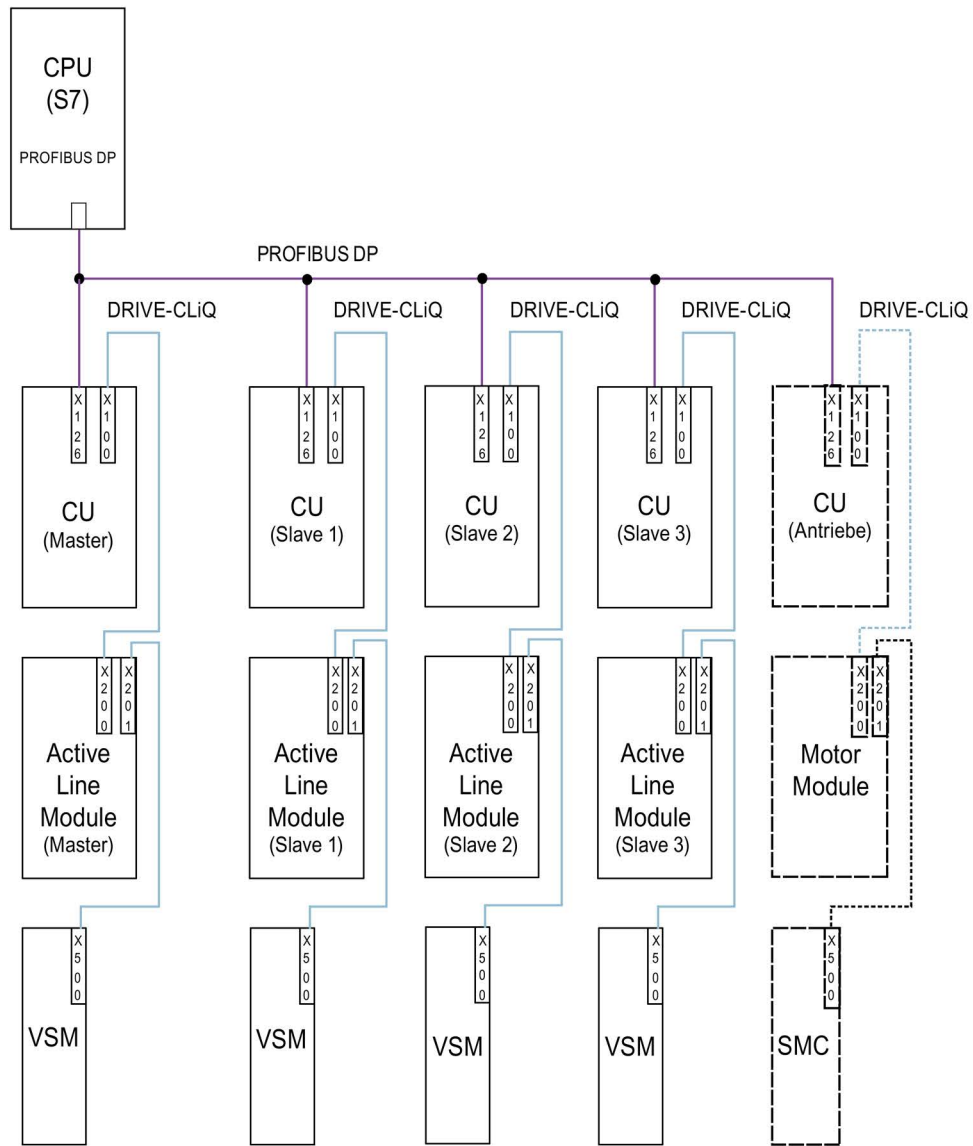 CPU
(S7)
PROFIBUS DP
PROFIBUS DP
DRIVE-CLiQ
DRIVE-CLiQ
DRIVE-CLiQ
DRIVE-CLiQ
DRIVE-CLiQ
X126
X100
X126
X100
X126
X100
X126
X100
X126
X100
CU
(Master)
CU
(Slave 1)
CU
(Slave 2)
CU
(Slave 3)
CU
(Antriebe)
X200
X201
X200
X201
X200
X201
X200
X201
X200
X201
Active
Line
Module
(Master)
Active
Line
Module
(Slave 1)
Active
Line
Module
(Slave 2)
Active
Line
Module
(Slave 3)
Motor
Module
X500
X500
X500
X500
X500
VSM
VSM
VSM
VSM
SMC